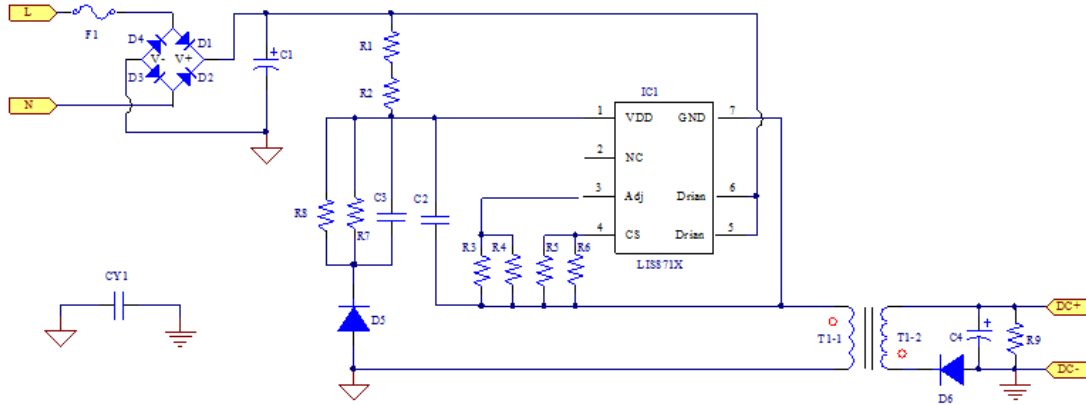 L
F1
D4
D1
V-
V+
D3
D2
N
C1
R1
R2
IC1
1
VDD
GND
7
2
NC
3
Adj
Drian
6
4
CS
Drian
5
LIS871X
R8
R7
C3
C2
R3
R4
R5
R6
CY1
D5
T1-1
T1-2
C4
R9
DC+
DC-
D6